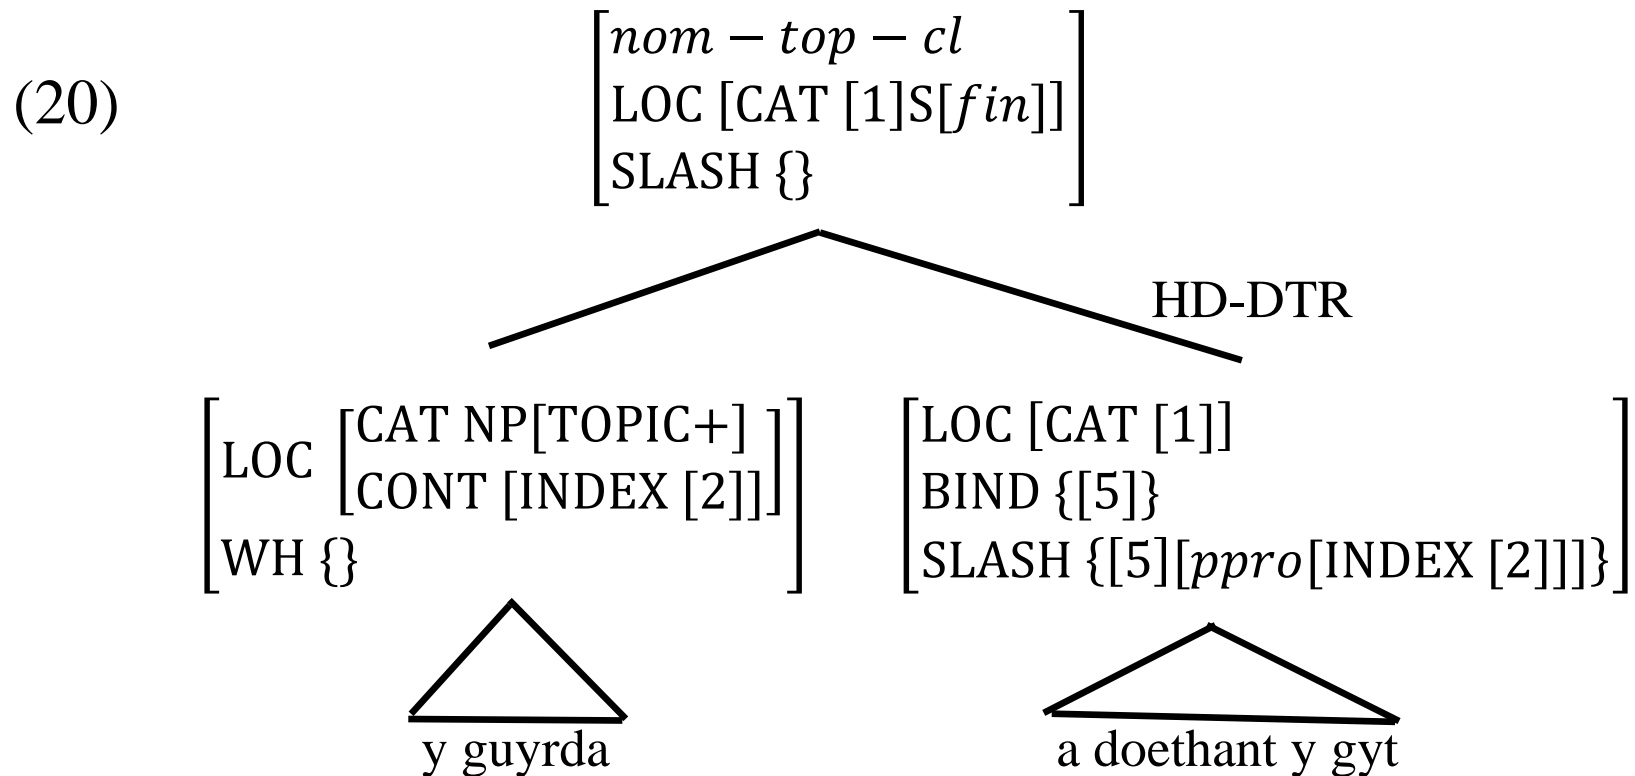 (20)
nom − top − cl
LOC [CAT [1]S[fin]]
SLASH {}
HD-DTR
LOC [CAT NP[TOPIC+]
CONT [INDEX [2]]]
WH {}
LOC [CAT [1]]
BIND {[5]}
SLASH {[5][ppro[INDEX [2]]]}
y guyrda
a doethant y gyt